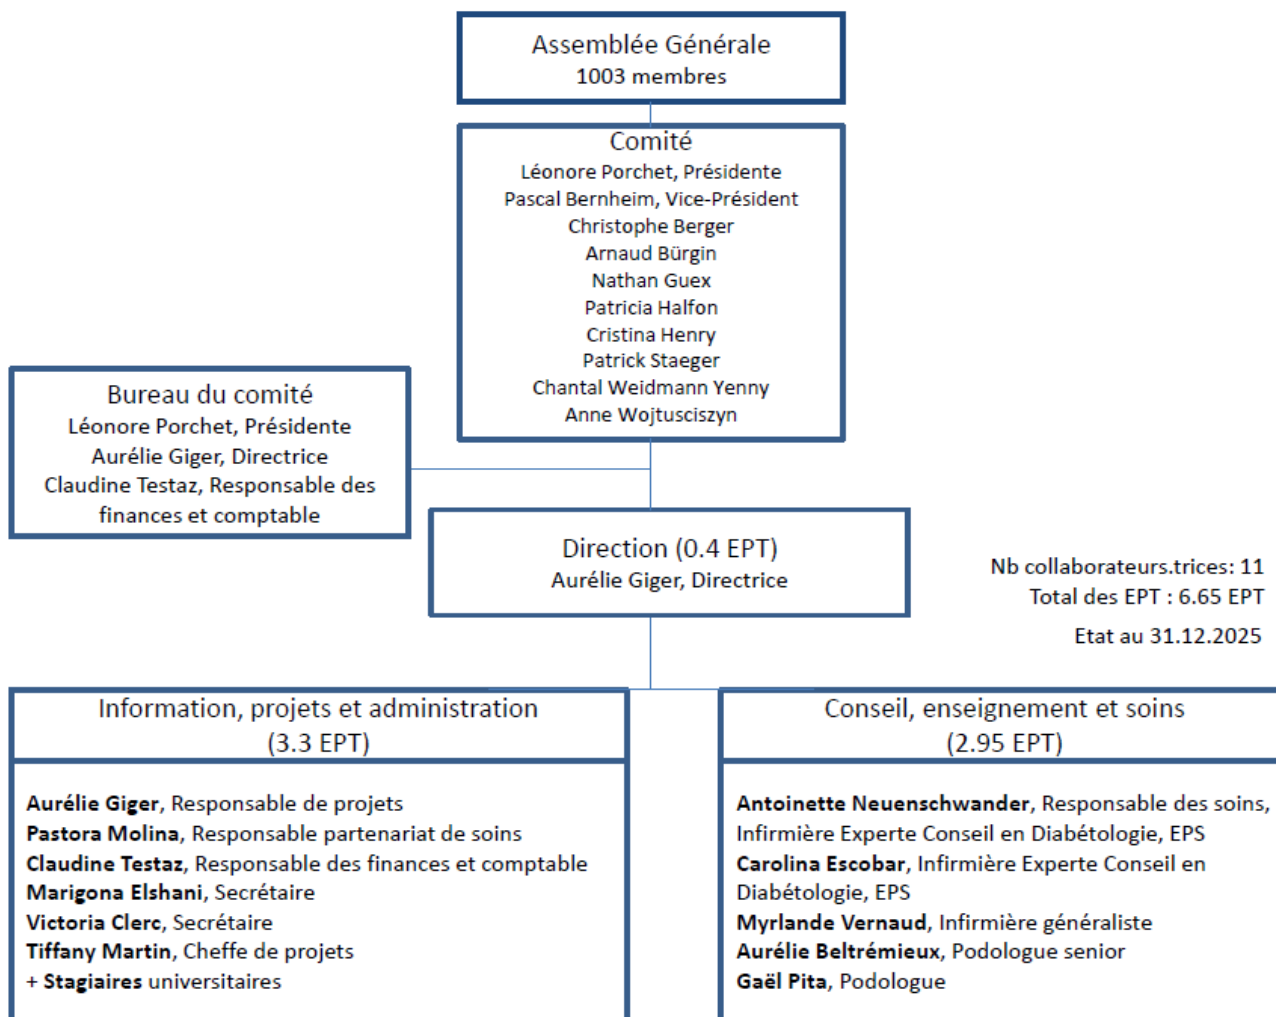 Assemblée Générale
1003 membres
Comité
Léonore Porchet, Présidente
Pascal Bernheim, Vice-Président
Christophe Berger
Arnaud Bürgin
Nathan Guex
Patricia Halfon
Cristina Henry
Patrick Staeger
Chantal Weidmann Yenny
Anne Wojtusciszyn
Bureau du comité
Léonore Porchet, Présidente
Aurélie Giger, Directrice
Claudine Testaz, Responsable des
finances et comptable
Direction (0.4 EPT)
Aurélie Giger, Directrice
Nb collaborateurs.trices: 11
Total des EPT : 6.65 EPT
Etat au 31.12.2025
Information, projets et administration
(3.3 EPT)
Aurélie Giger, Responsable de projets
Pastora Molina, Responsable partenariat de soins
Claudine Testaz, Responsable des finances et comptable
Marigona Elshani, Secrétaire
Victoria Clerc, Secrétaire
Tiffany Martin, Cheffe de projets
+ Stagiaires universitaires
Conseil, enseignement et soins
(2.95 EPT)
Antoinette Neuenschwander, Responsable des soins,
Infirmière Experte Conseil en Diabétologie, EPS
Carolina Escobar, Infirmière Experte Conseil en
Diabétologie, EPS
Myrlande Vernaud, Infirmière généraliste
Aurélie Beltrémieux, Podologue senior
Gaël Pita, Podologue